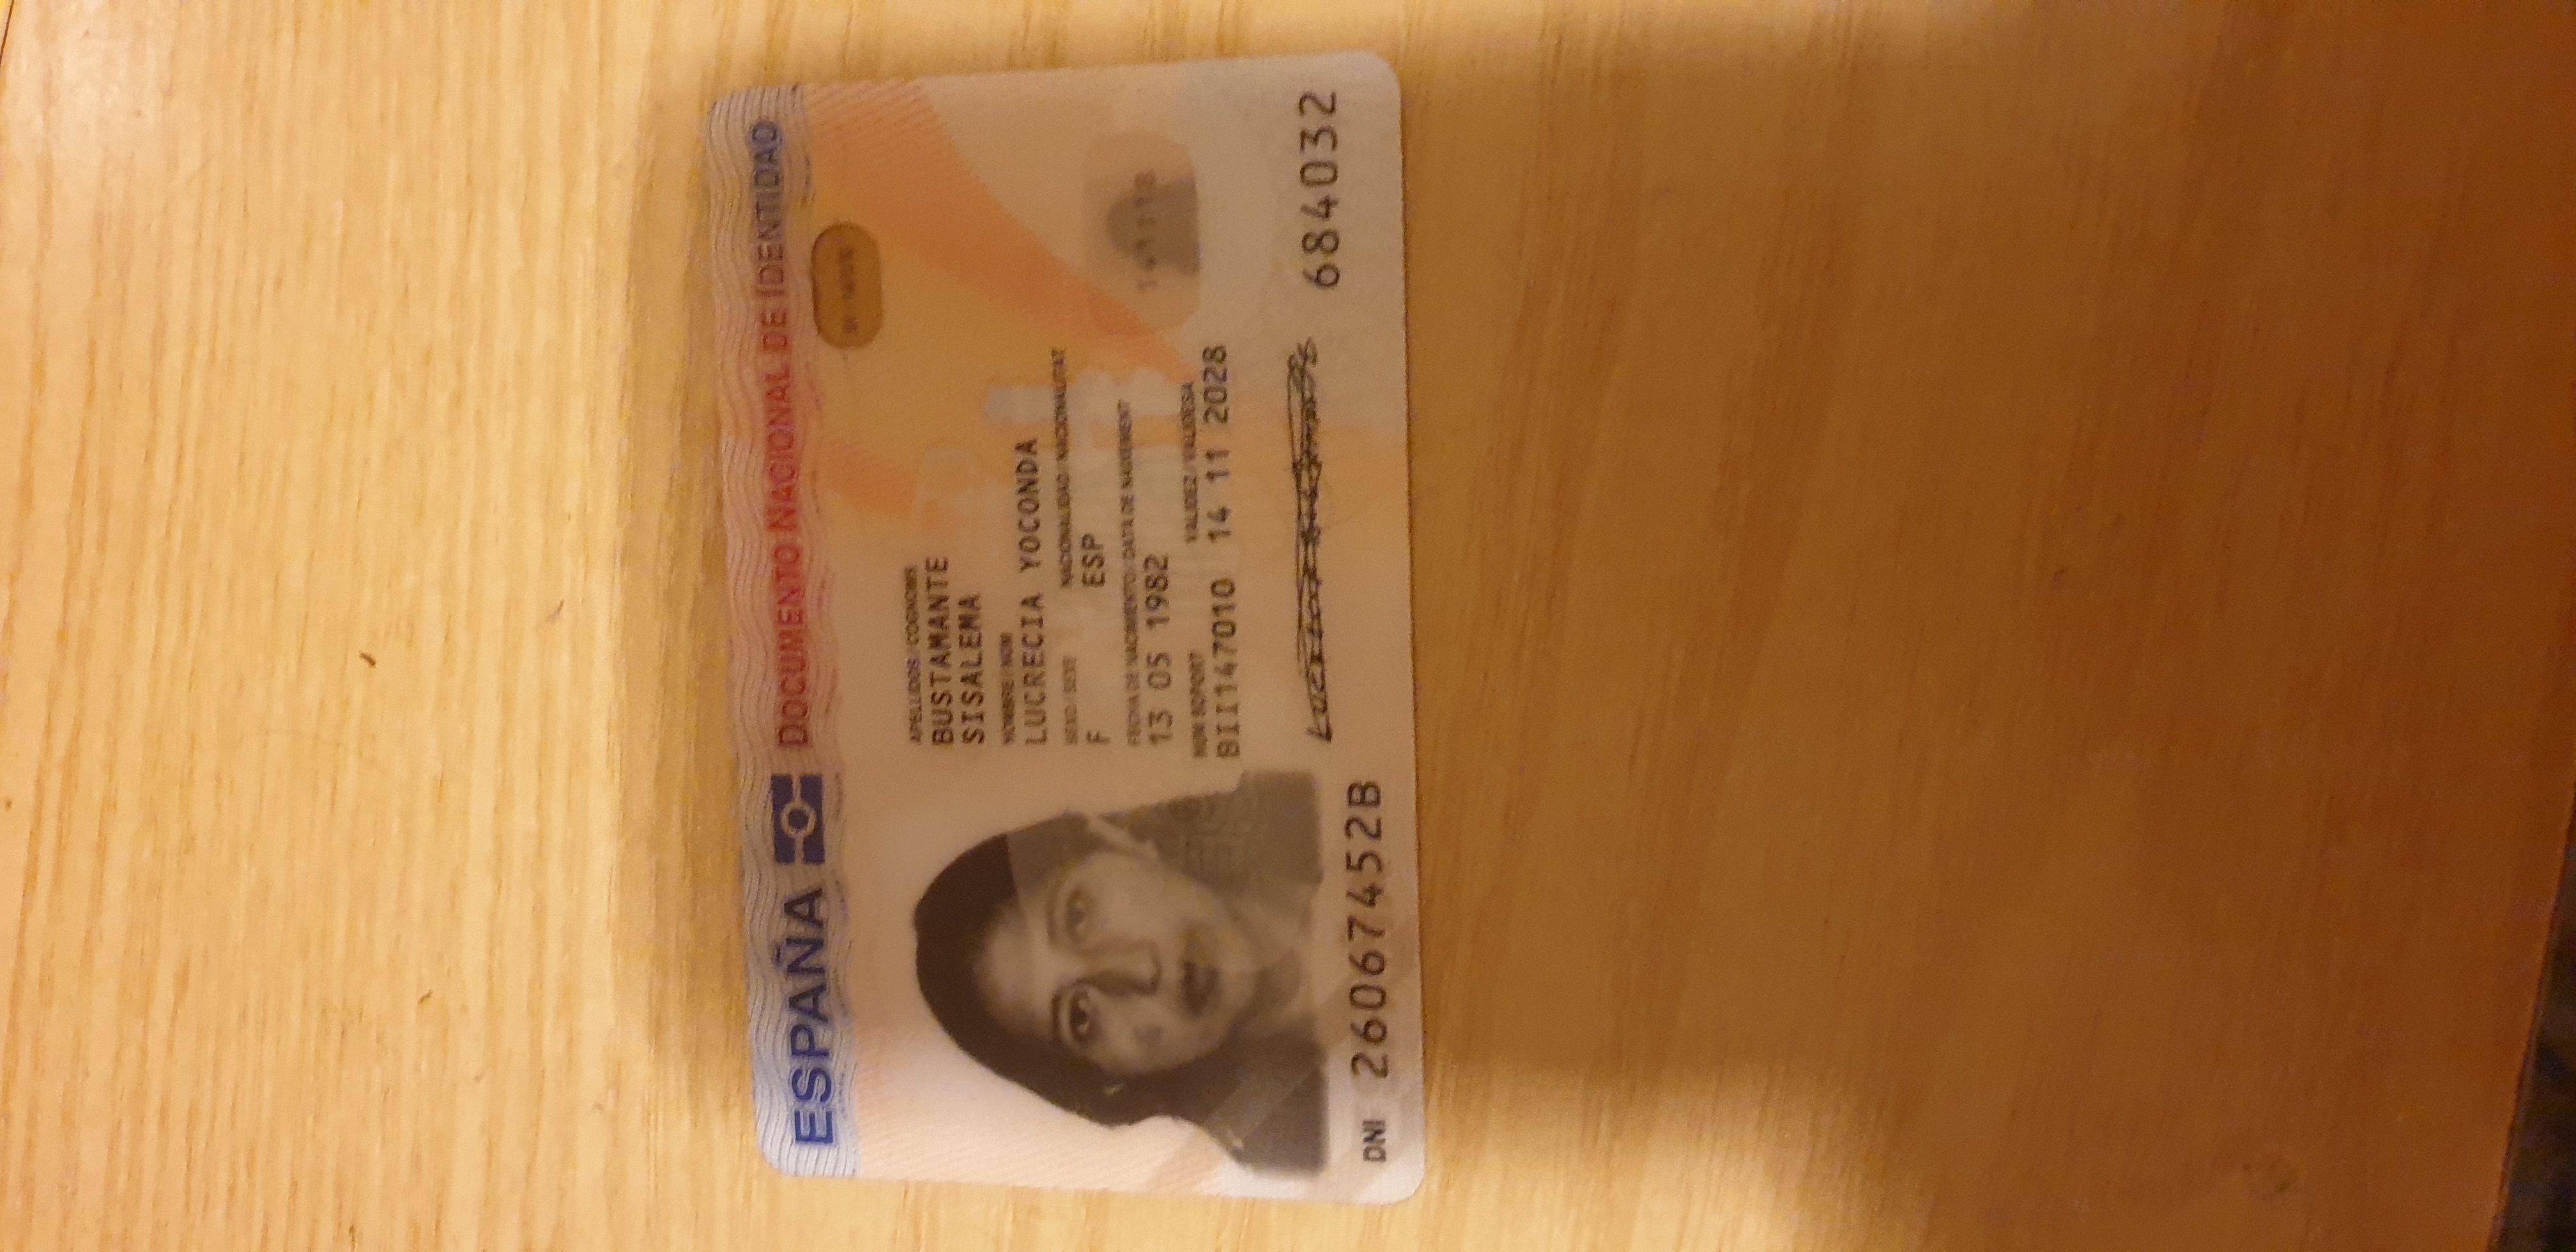 ESPAÑA
DOCUMENTO NACIONAL DE IDENTIDAD
APELLIDOS / COGNOMS
BUSTAMANTE
SISALEMA
NOMBRE / NOM
LUCRECIA YOCONDA
SEXO / SEXE NACIONALIDAD / NACIONALITAT
F ESP
FECHA DE NACIMIENTO / DATA DE NAIXEMENT
13 05 1982
NUM SOPORT VALIDEZ / VALIDESA
BII147010 14 11 2028
684032
DNI 26067452B